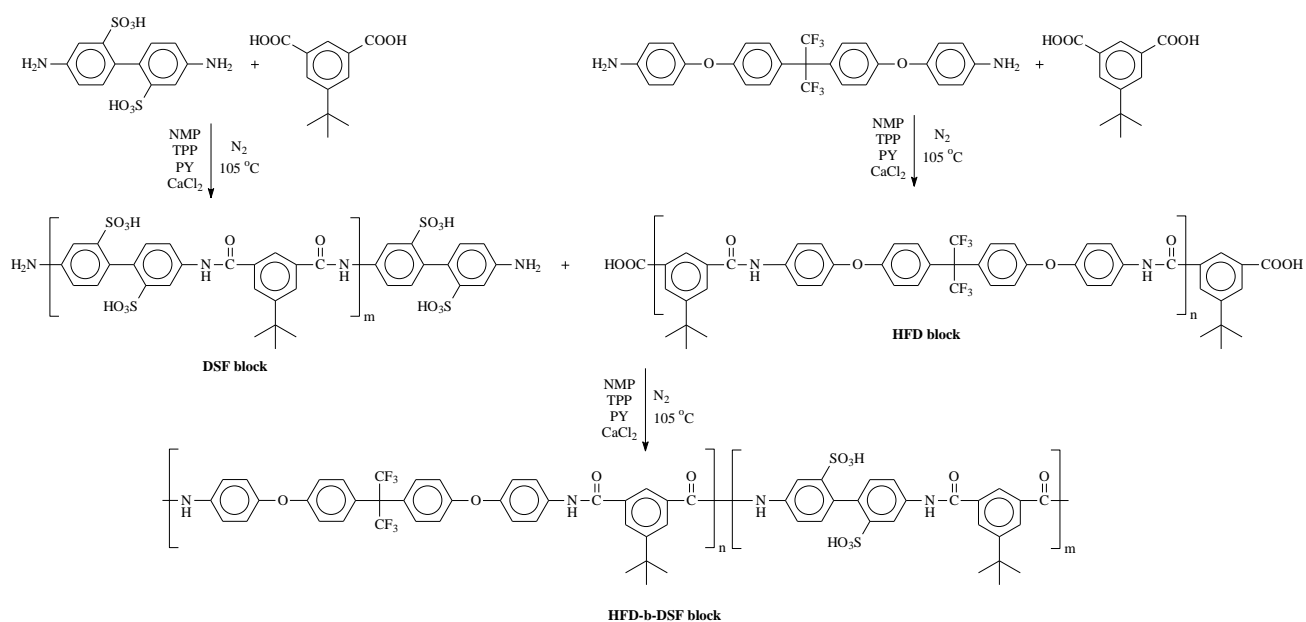 SO₃H
H₂N NH₂ + HOOC COOH
HO₃S
H₂N O CF₃ CF₃ O NH₂ + HOOC COOH
NMP
TPP
PY
CaCl₂
N₂
105 °C
NMP
TPP
PY
CaCl₂
N₂
105 °C
SO₃H O O SO₃H
H₂N N H C C N H NH₂
HO₃S HO₃S
m
DSF block
+
O CF₃ O
HOOC C N H O CF₃ O N H C COOH
n
HFD block
NMP
TPP
PY
CaCl₂
N₂
105 °C
CF₃ O O SO₃H O O
N H O CF₃ O N H C C N H N H C C
HO₃S
n m
HFD-b-DSF block